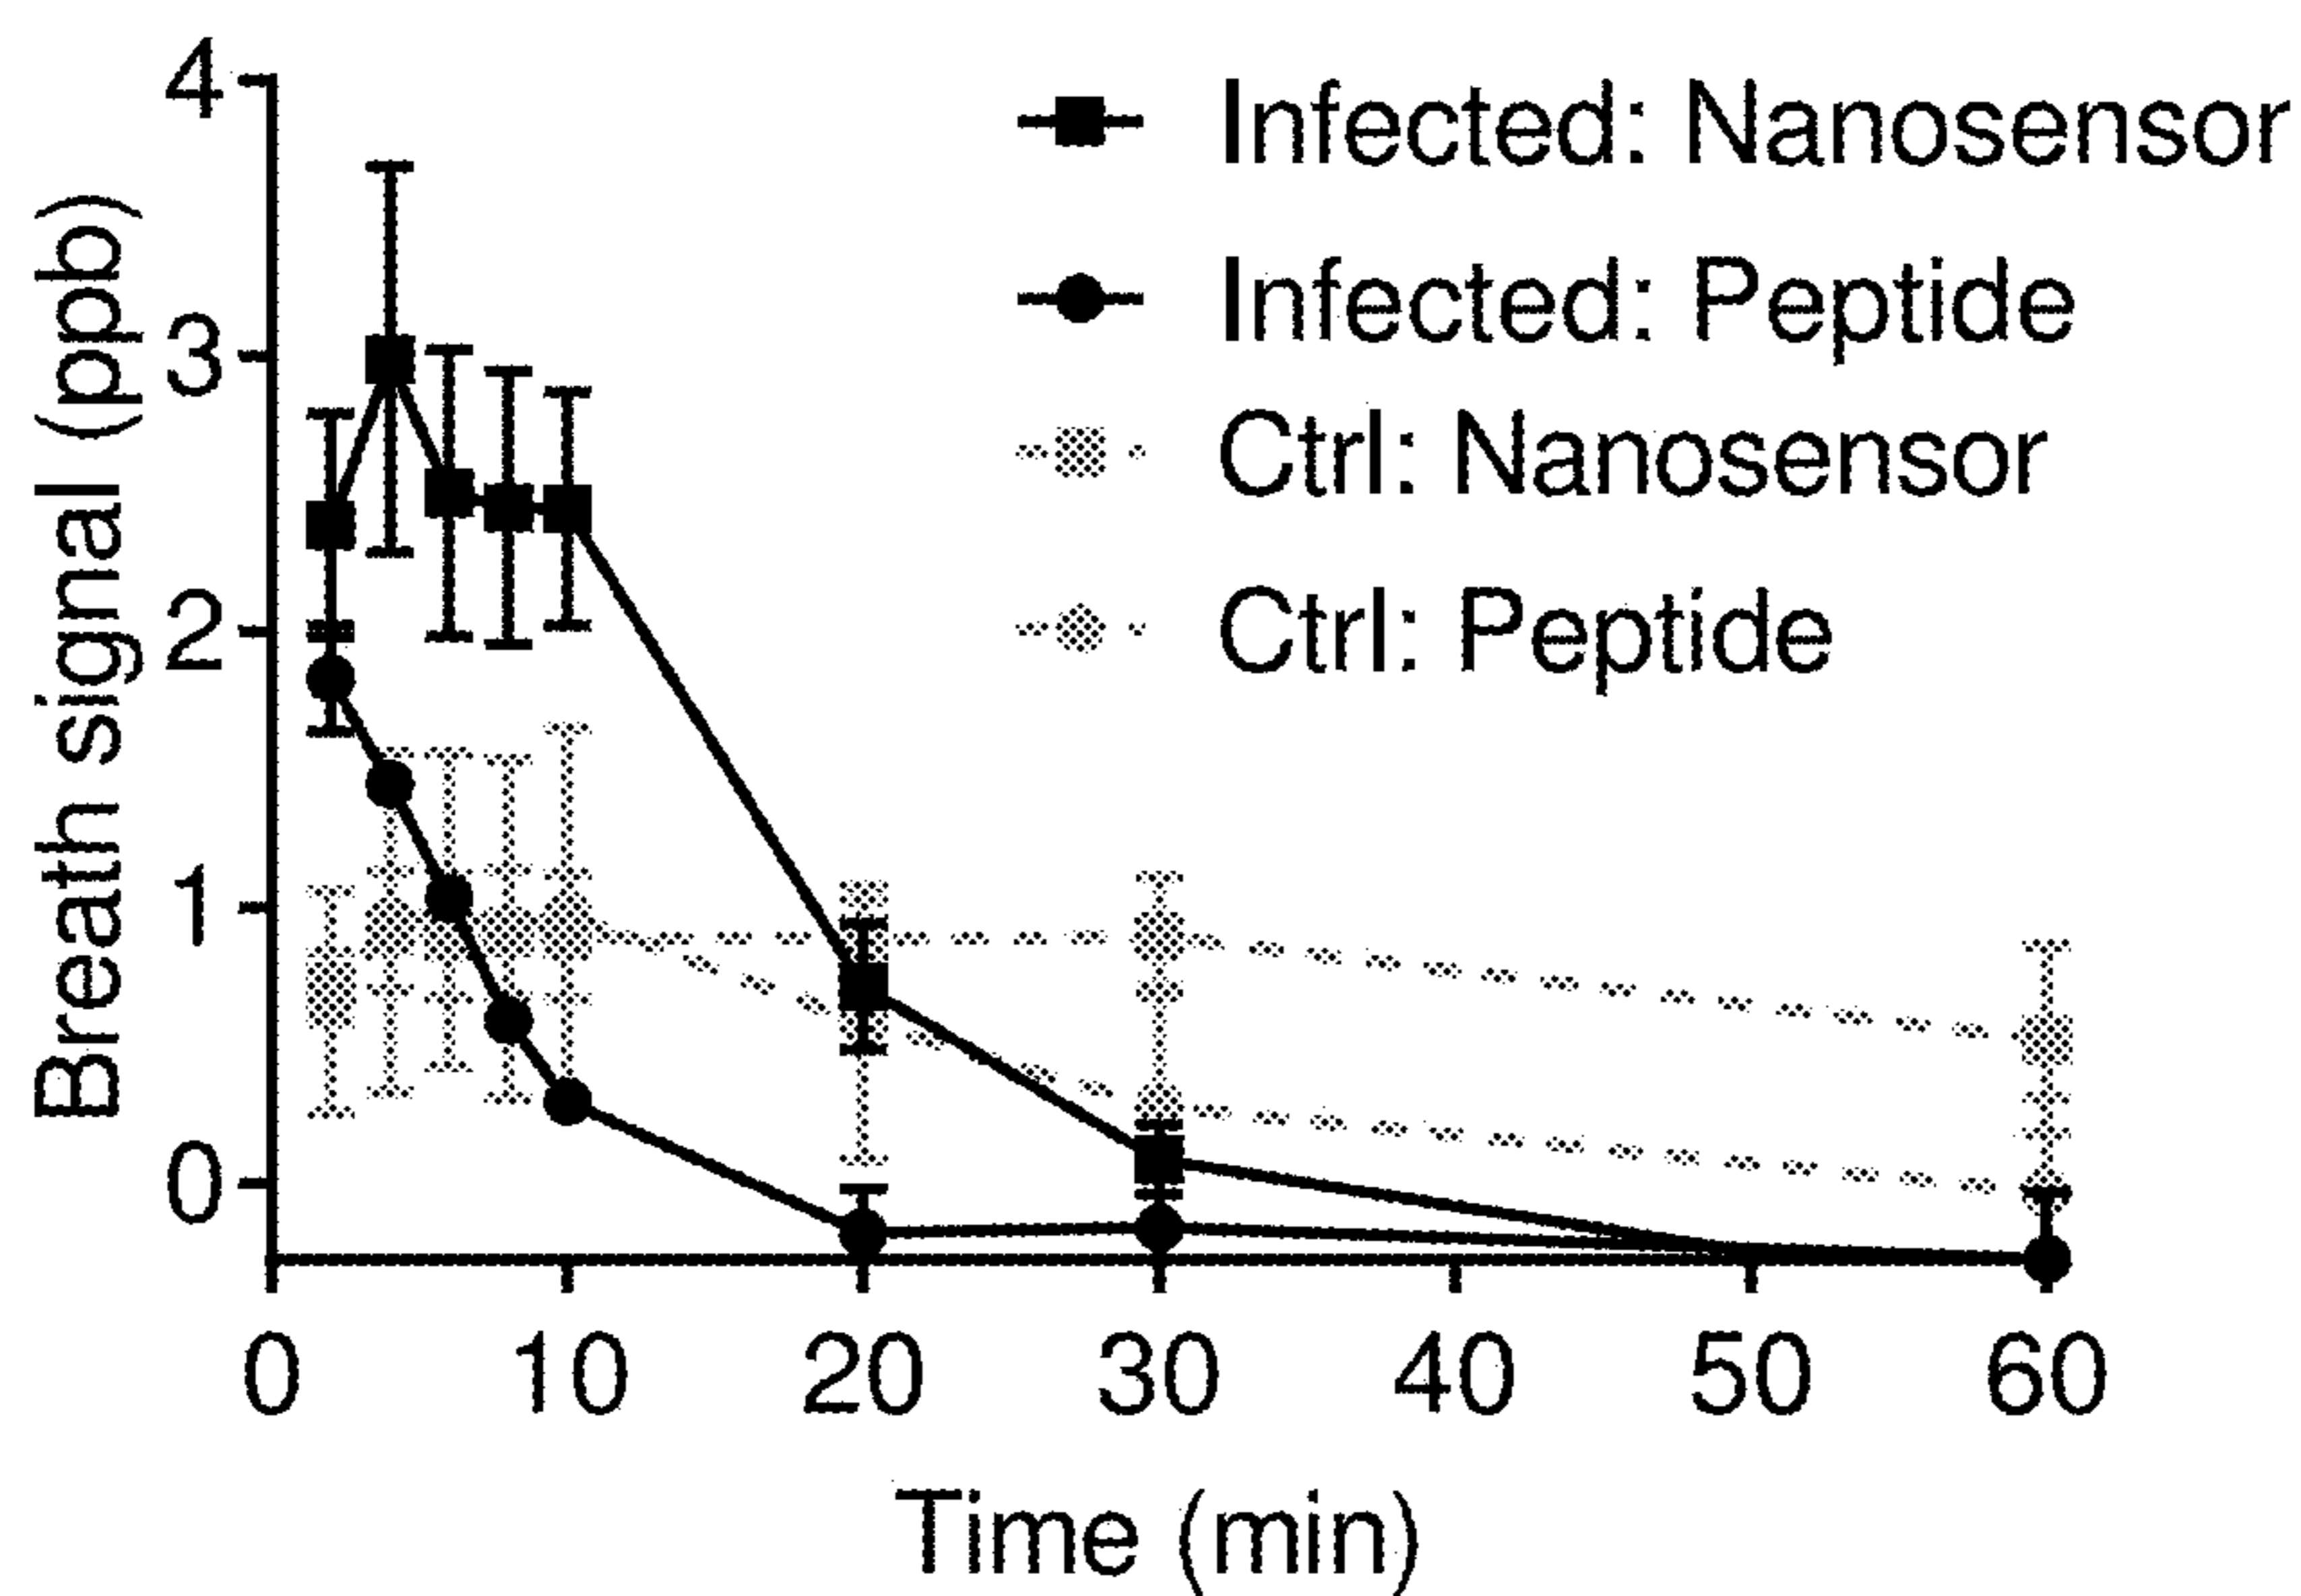 Breath signal (ppb)
4
3
2
1
0
Infected: Nanosensor
Infected: Peptide
Ctrl: Nanosensor
Ctrl: Peptide
0 10 20 30 40 50 60
Time (min)